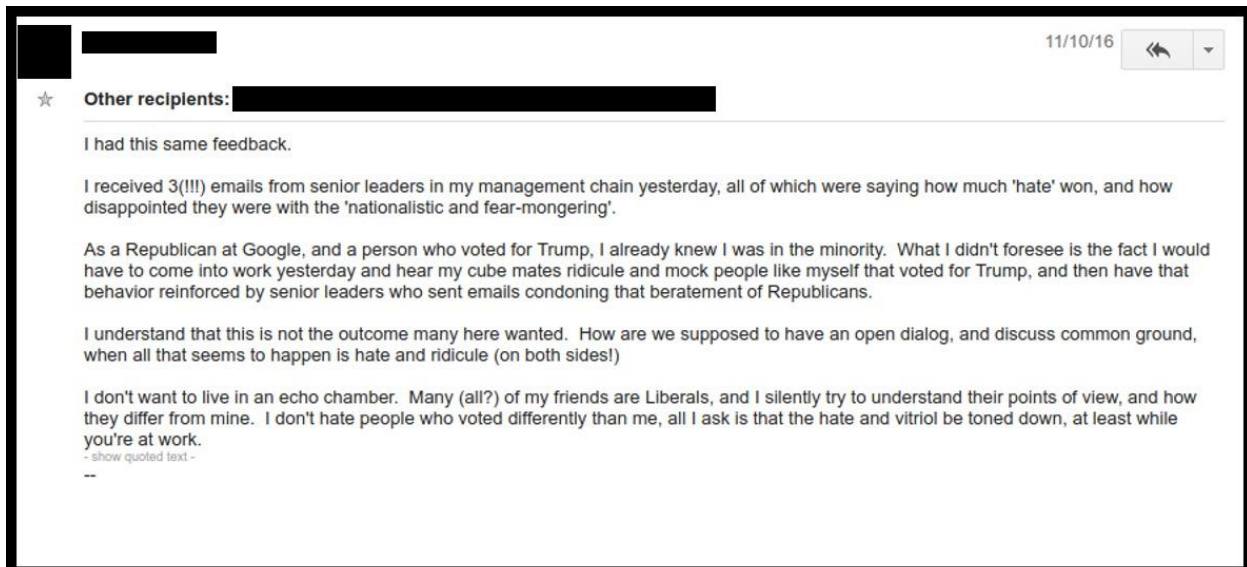 11/10/16
Other recipients:
I had this same feedback.
I received 3(!!!) emails from senior leaders in my management chain yesterday, all of which were saying how much 'hate' won, and how
disappointed they were with the 'nationalistic and fear-mongering'.
As a Republican at Google, and a person who voted for Trump, I already knew I was in the minority.  What I didn't foresee is the fact I would
have to come into work yesterday and hear my cube mates ridicule and mock people like myself that voted for Trump, and then have that
behavior reinforced by senior leaders who sent emails condoning that beratement of Republicans.
I understand that this is not the outcome many here wanted.  How are we supposed to have an open dialog, and discuss common ground,
when all that seems to happen is hate and ridicule (on both sides!)
I don't want to live in an echo chamber.  Many (all?) of my friends are Liberals, and I silently try to understand their points of view, and how
they differ from mine.  I don't hate people who voted differently than me, all I ask is that the hate and vitriol be toned down, at least while
you're at work.
- show quoted text -
--